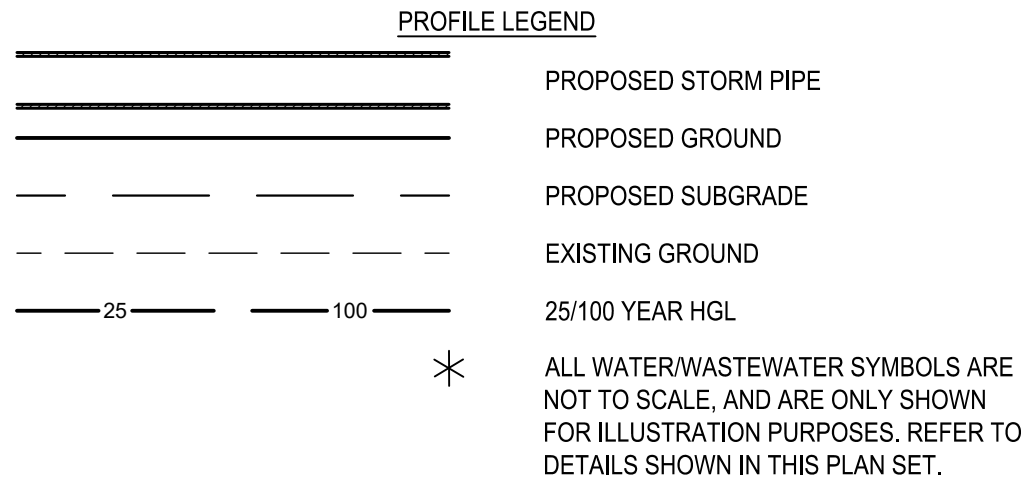 PROFILE LEGEND
PROPOSED STORM PIPE
PROPOSED GROUND
PROPOSED SUBGRADE
EXISTING GROUND
25 100 25/100 YEAR HGL
ALL WATER/WASTEWATER SYMBOLS ARE
NOT TO SCALE, AND ARE ONLY SHOWN
FOR ILLUSTRATION PURPOSES. REFER TO
DETAILS SHOWN IN THIS PLAN SET.